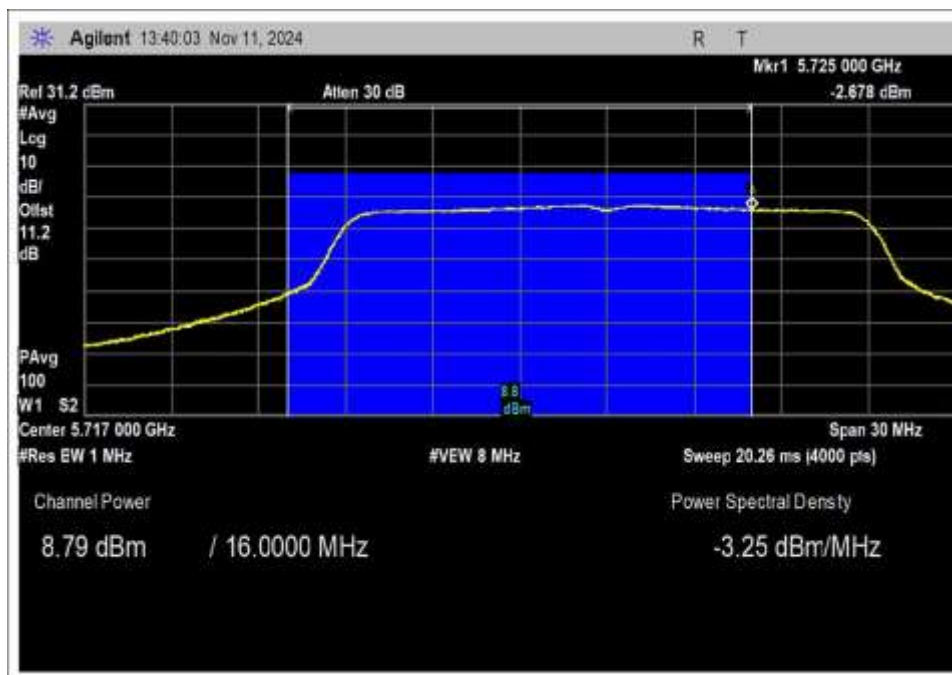 Agilent 13:40:03 Nov 11, 2024 R T
Mkr1 5.725 000 GHz
Ref 31.2 dBm Atten 30 dB -2.678 dBm
#Avg
Log
10
dB/
Offst
11.2
dB
1
PAvg
100
W1 S2
8.8
dBm
Center 5.717 000 GHz Span 30 MHz
#Res BW 1 MHz #VBW 8 MHz Sweep 20.26 ms (4000 pts)
Channel Power Power Spectral Density
8.79 dBm / 16.0000 MHz -3.25 dBm/MHz